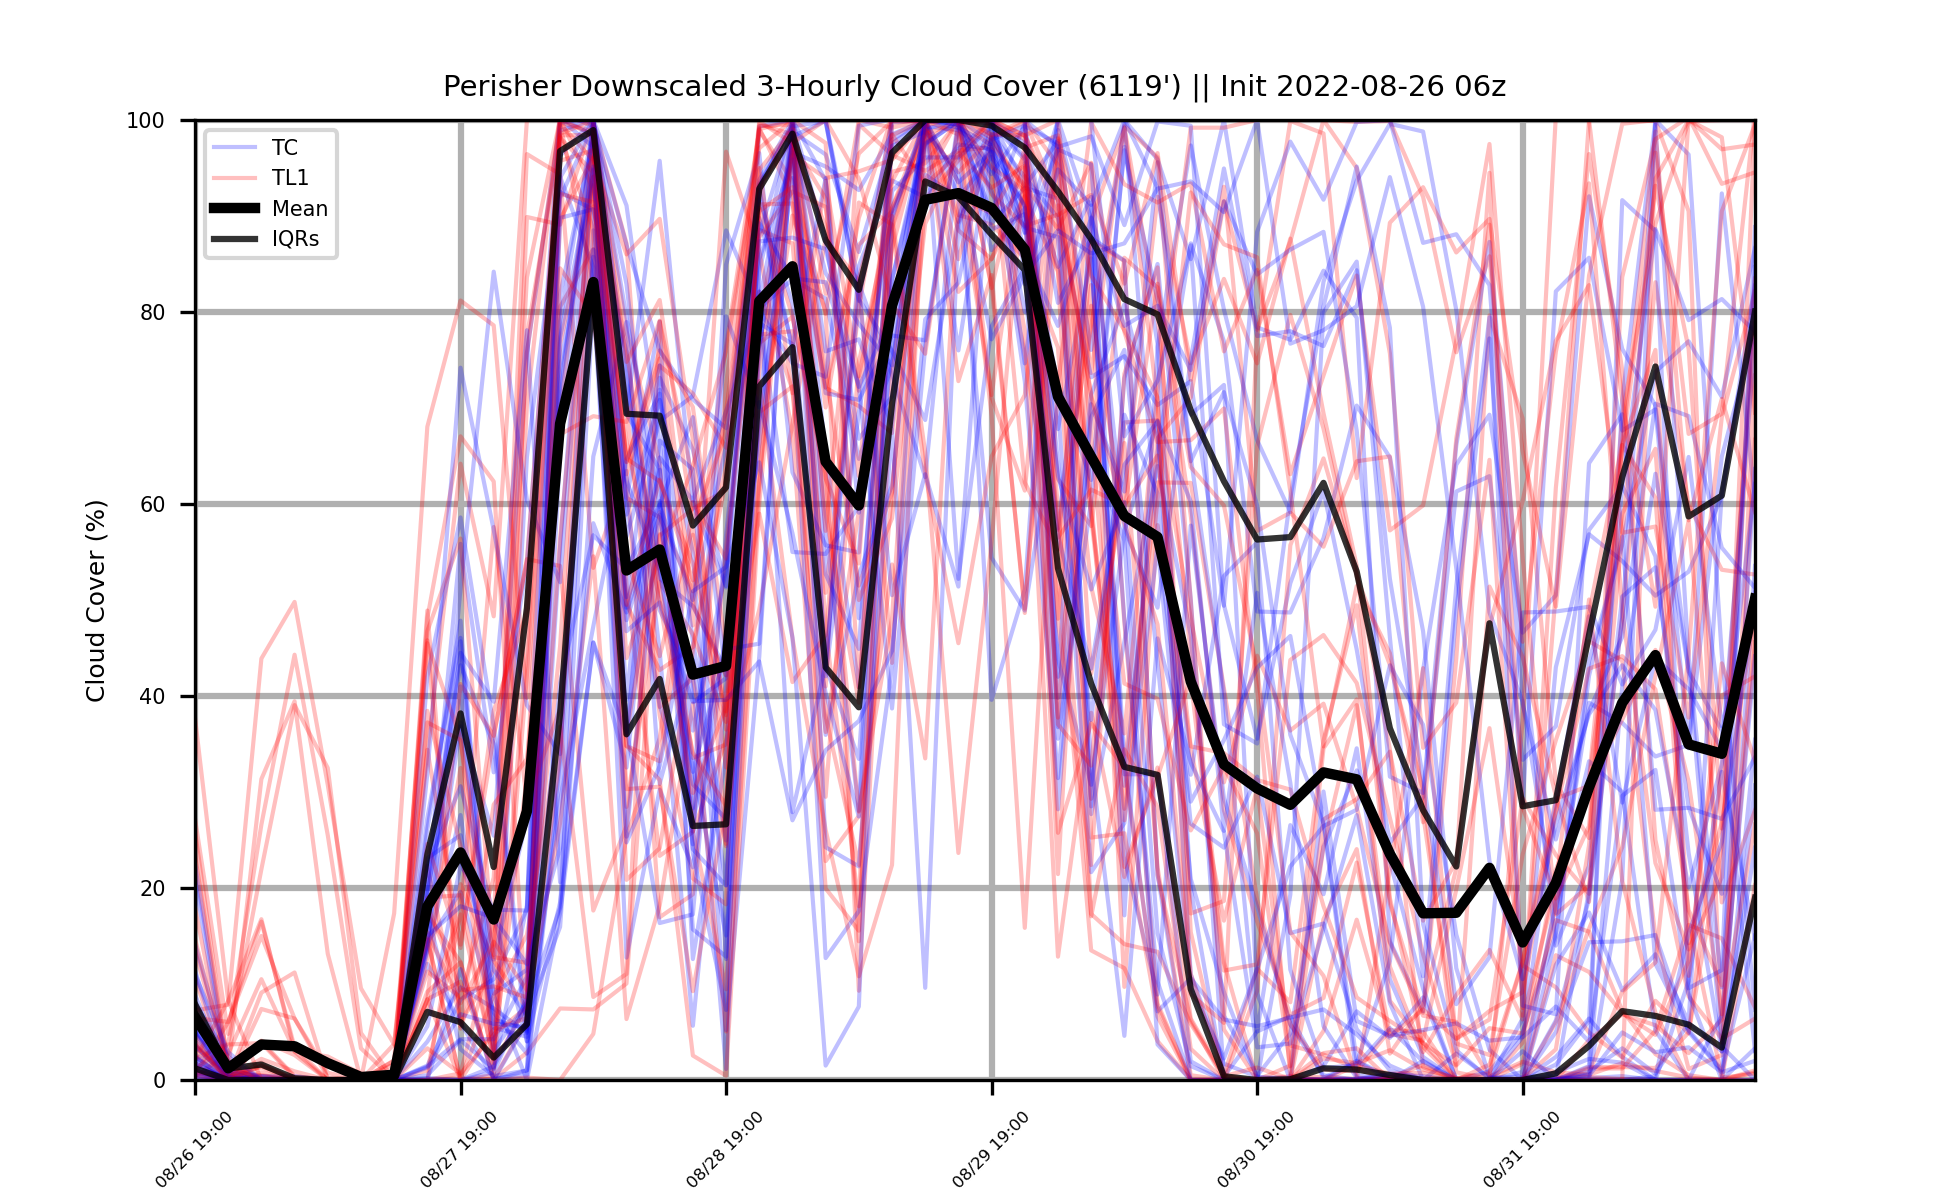 Perisher Downscaled 3-Hourly Cloud Cover (6119') || Init 2022-08-26 06z
TC
TL1
Mean
IQRs
Cloud Cover (%)
100
80
60
40
20
0
08/26 19:00
08/27 19:00
08/28 19:00
08/29 19:00
08/30 19:00
08/31 19:00